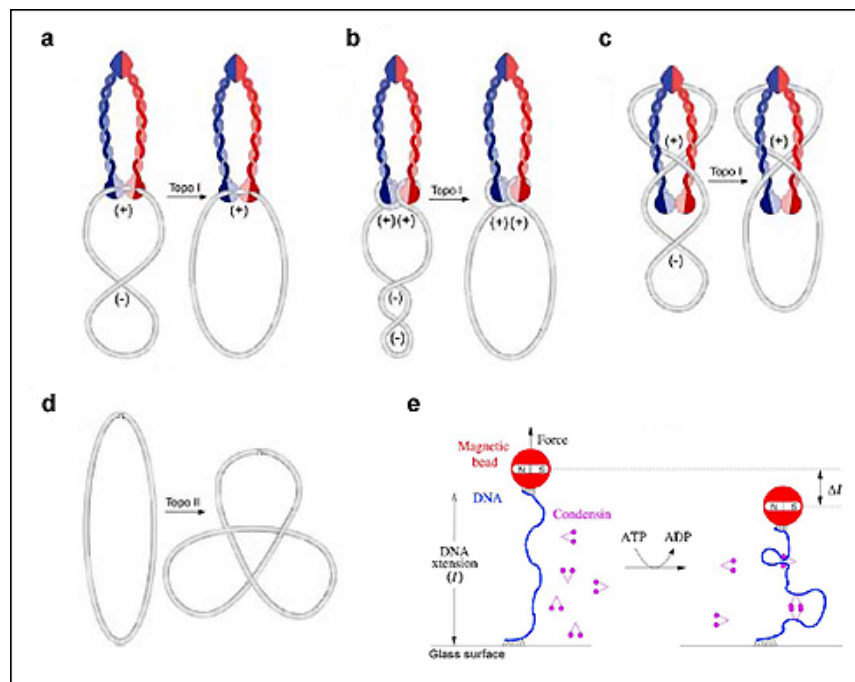 a
b
c
Topo I
(+)
(+)
(-)
Topo I
(+)(+)
(+)(+)
(-)
(-)
(+)
(+)
Topo I
(-)
d
e
Topo II
Force
Magnetic
bead
N S
ΔI
N S
DNA
Condensin
ATP
ADP
DNA
xtension
(I)
Glass surface